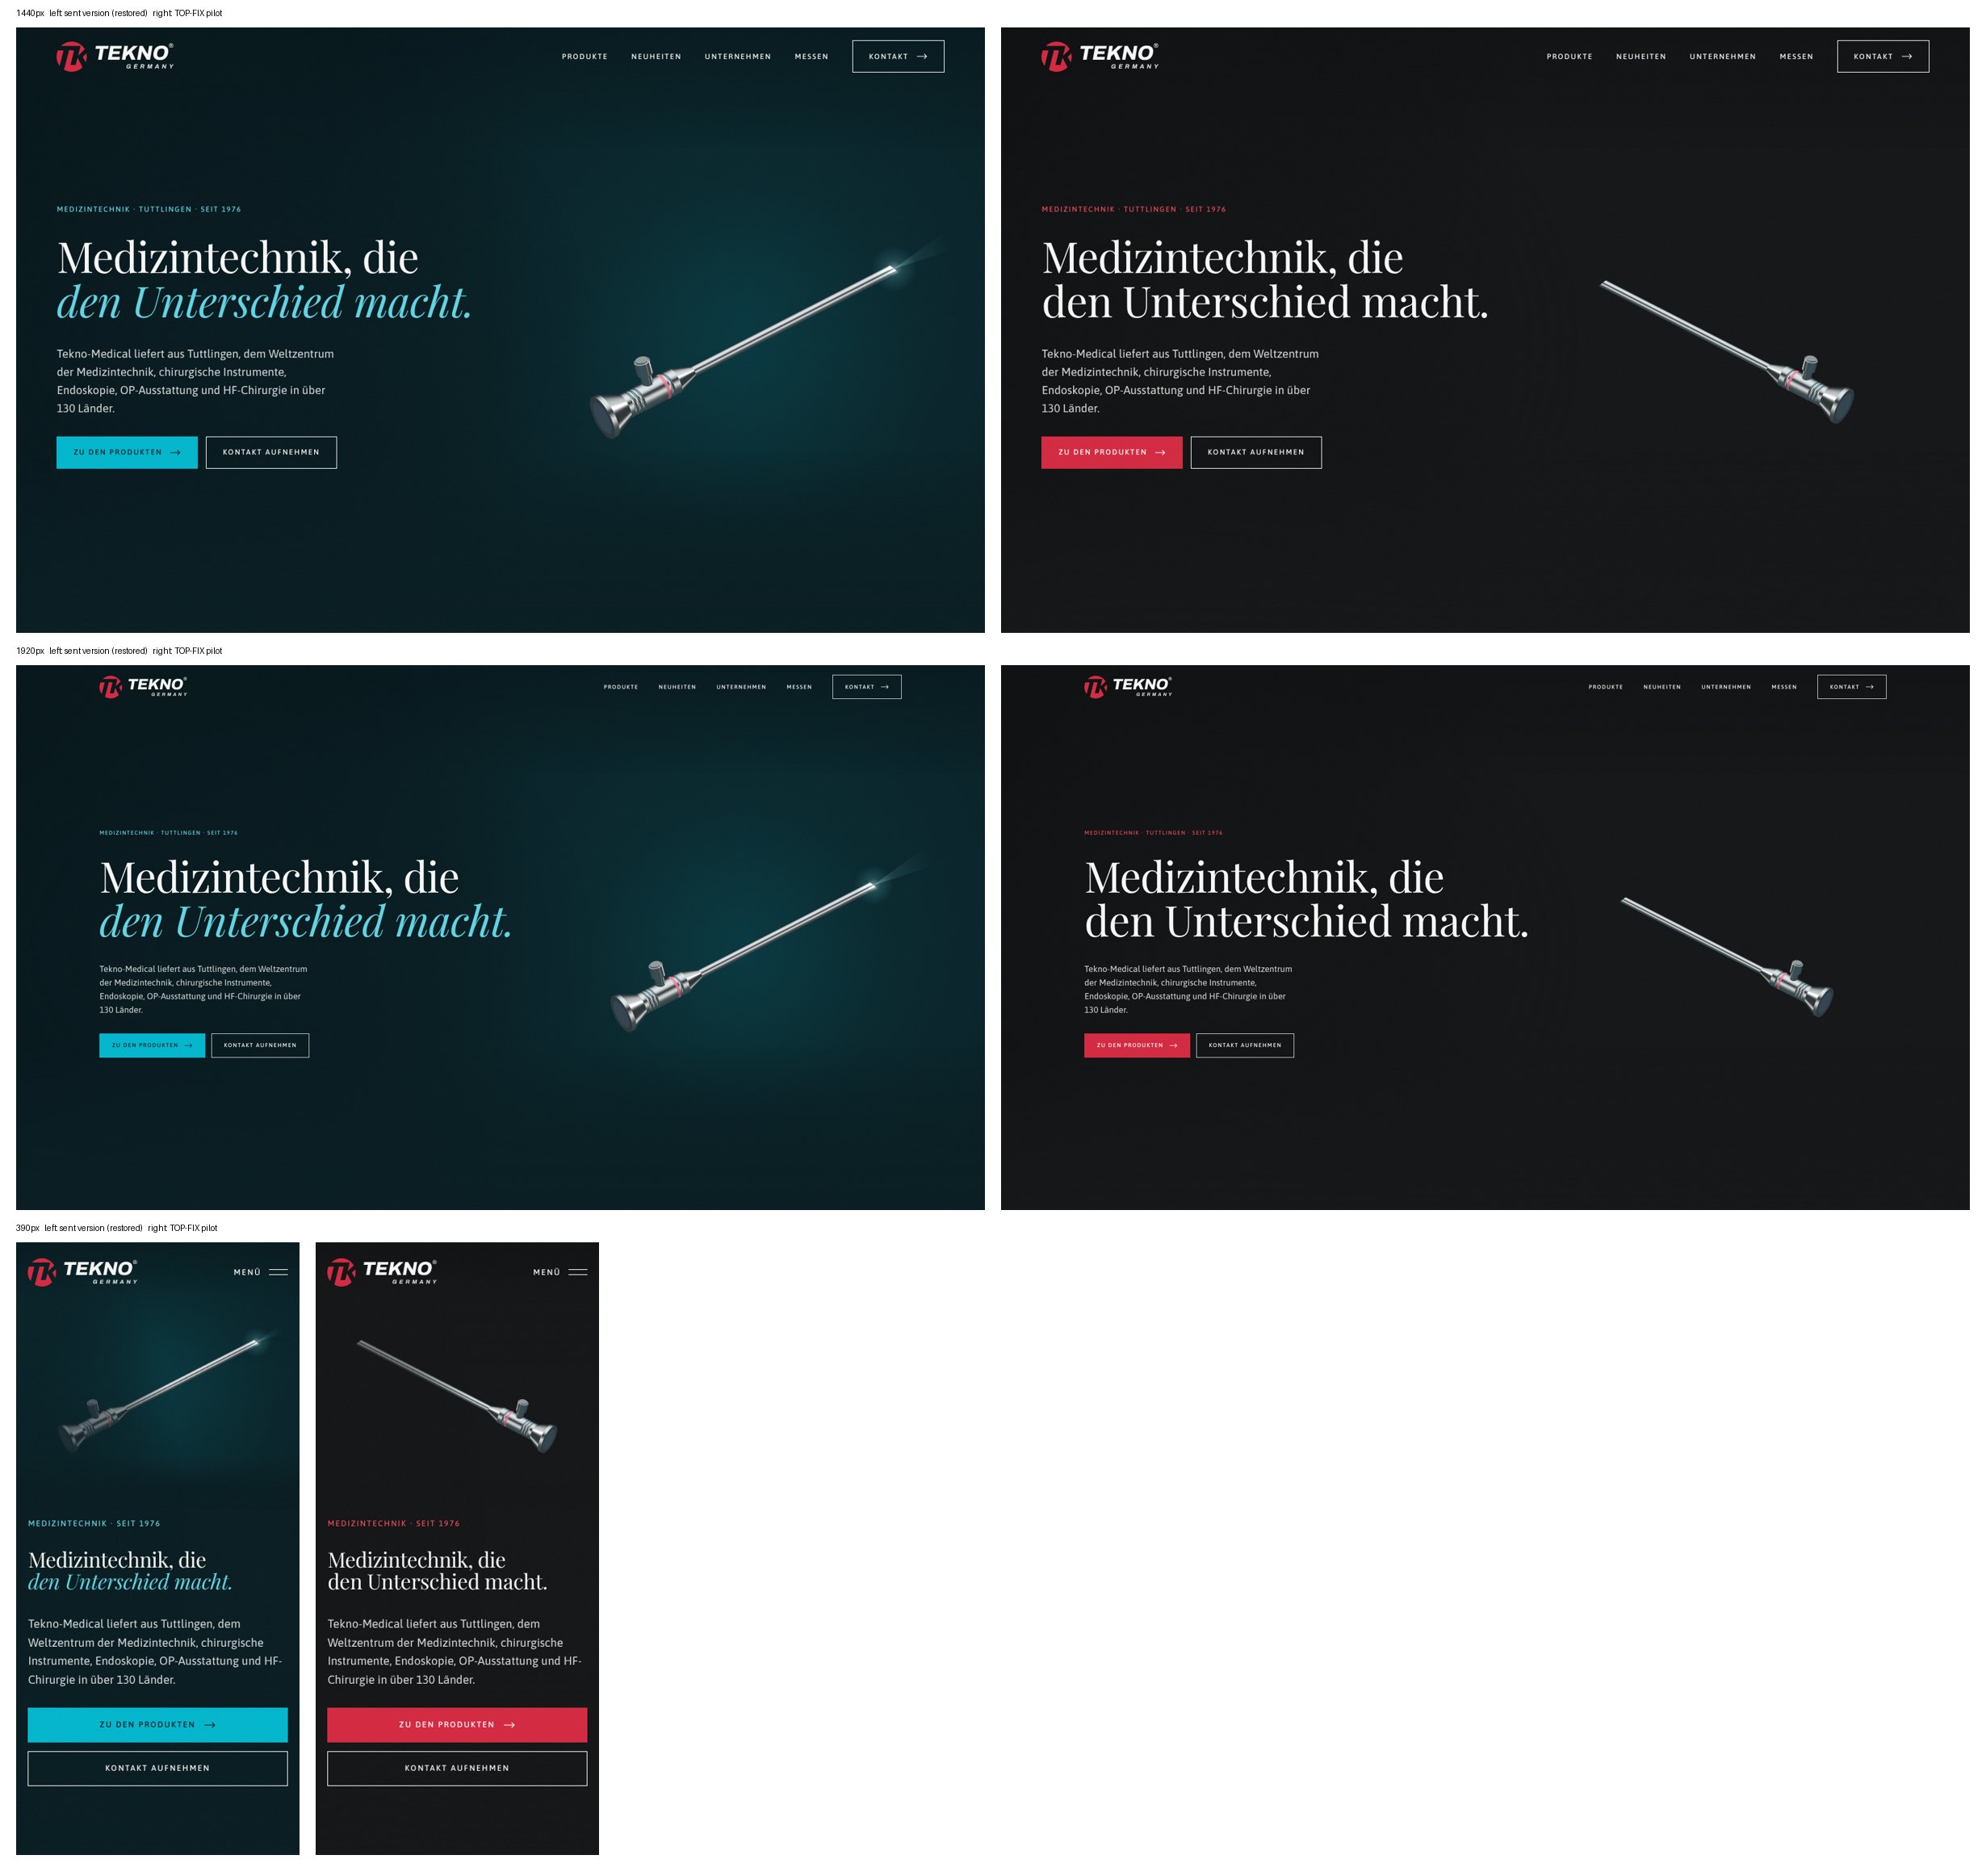 1440px left sent version (restored) right: TOP-FIX pilot
TEKNO®
GERMANY
PRODUKTE NEUHEITEN UNTERNEHMEN MESSEN KONTAKT →
MEDIZINTECHNIK · TUTTLINGEN · SEIT 1976
Medizintechnik, die
den Unterschied macht.
Tekno-Medical liefert aus Tuttlingen, dem Weltzentrum
der Medizintechnik, chirurgische Instrumente,
Endoskopie, OP-Ausstattung und HF-Chirurgie in über
130 Länder.
ZU DEN PRODUKTEN → KONTAKT AUFNEHMEN
TEKNO®
GERMANY
PRODUKTE NEUHEITEN UNTERNEHMEN MESSEN KONTAKT →
MEDIZINTECHNIK · TUTTLINGEN · SEIT 1976
Medizintechnik, die
den Unterschied macht.
Tekno-Medical liefert aus Tuttlingen, dem Weltzentrum
der Medizintechnik, chirurgische Instrumente,
Endoskopie, OP-Ausstattung und HF-Chirurgie in über
130 Länder.
ZU DEN PRODUKTEN → KONTAKT AUFNEHMEN
1920px left sent version (restored) right: TOP-FIX pilot
TEKNO®
GERMANY
PRODUKTE NEUHEITEN UNTERNEHMEN MESSEN KONTAKT →
MEDIZINTECHNIK · TUTTLINGEN · SEIT 1976
Medizintechnik, die
den Unterschied macht.
Tekno-Medical liefert aus Tuttlingen, dem Weltzentrum
der Medizintechnik, chirurgische Instrumente,
Endoskopie, OP-Ausstattung und HF-Chirurgie in über
130 Länder.
ZU DEN PRODUKTEN → KONTAKT AUFNEHMEN
TEKNO®
GERMANY
PRODUKTE NEUHEITEN UNTERNEHMEN MESSEN KONTAKT →
MEDIZINTECHNIK · TUTTLINGEN · SEIT 1976
Medizintechnik, die
den Unterschied macht.
Tekno-Medical liefert aus Tuttlingen, dem Weltzentrum
der Medizintechnik, chirurgische Instrumente,
Endoskopie, OP-Ausstattung und HF-Chirurgie in über
130 Länder.
ZU DEN PRODUKTEN → KONTAKT AUFNEHMEN
390px left sent version (restored) right: TOP-FIX pilot
TEKNO®
GERMANY
MENÜ
MEDIZINTECHNIK · SEIT 1976
Medizintechnik, die
den Unterschied macht.
Tekno-Medical liefert aus Tuttlingen, dem
Weltzentrum der Medizintechnik, chirurgische
Instrumente, Endoskopie, OP-Ausstattung und HF-
Chirurgie in über 130 Länder.
ZU DEN PRODUKTEN →
KONTAKT AUFNEHMEN
TEKNO®
GERMANY
MENÜ
MEDIZINTECHNIK · SEIT 1976
Medizintechnik, die
den Unterschied macht.
Tekno-Medical liefert aus Tuttlingen, dem
Weltzentrum der Medizintechnik, chirurgische
Instrumente, Endoskopie, OP-Ausstattung und HF-
Chirurgie in über 130 Länder.
ZU DEN PRODUKTEN →
KONTAKT AUFNEHMEN